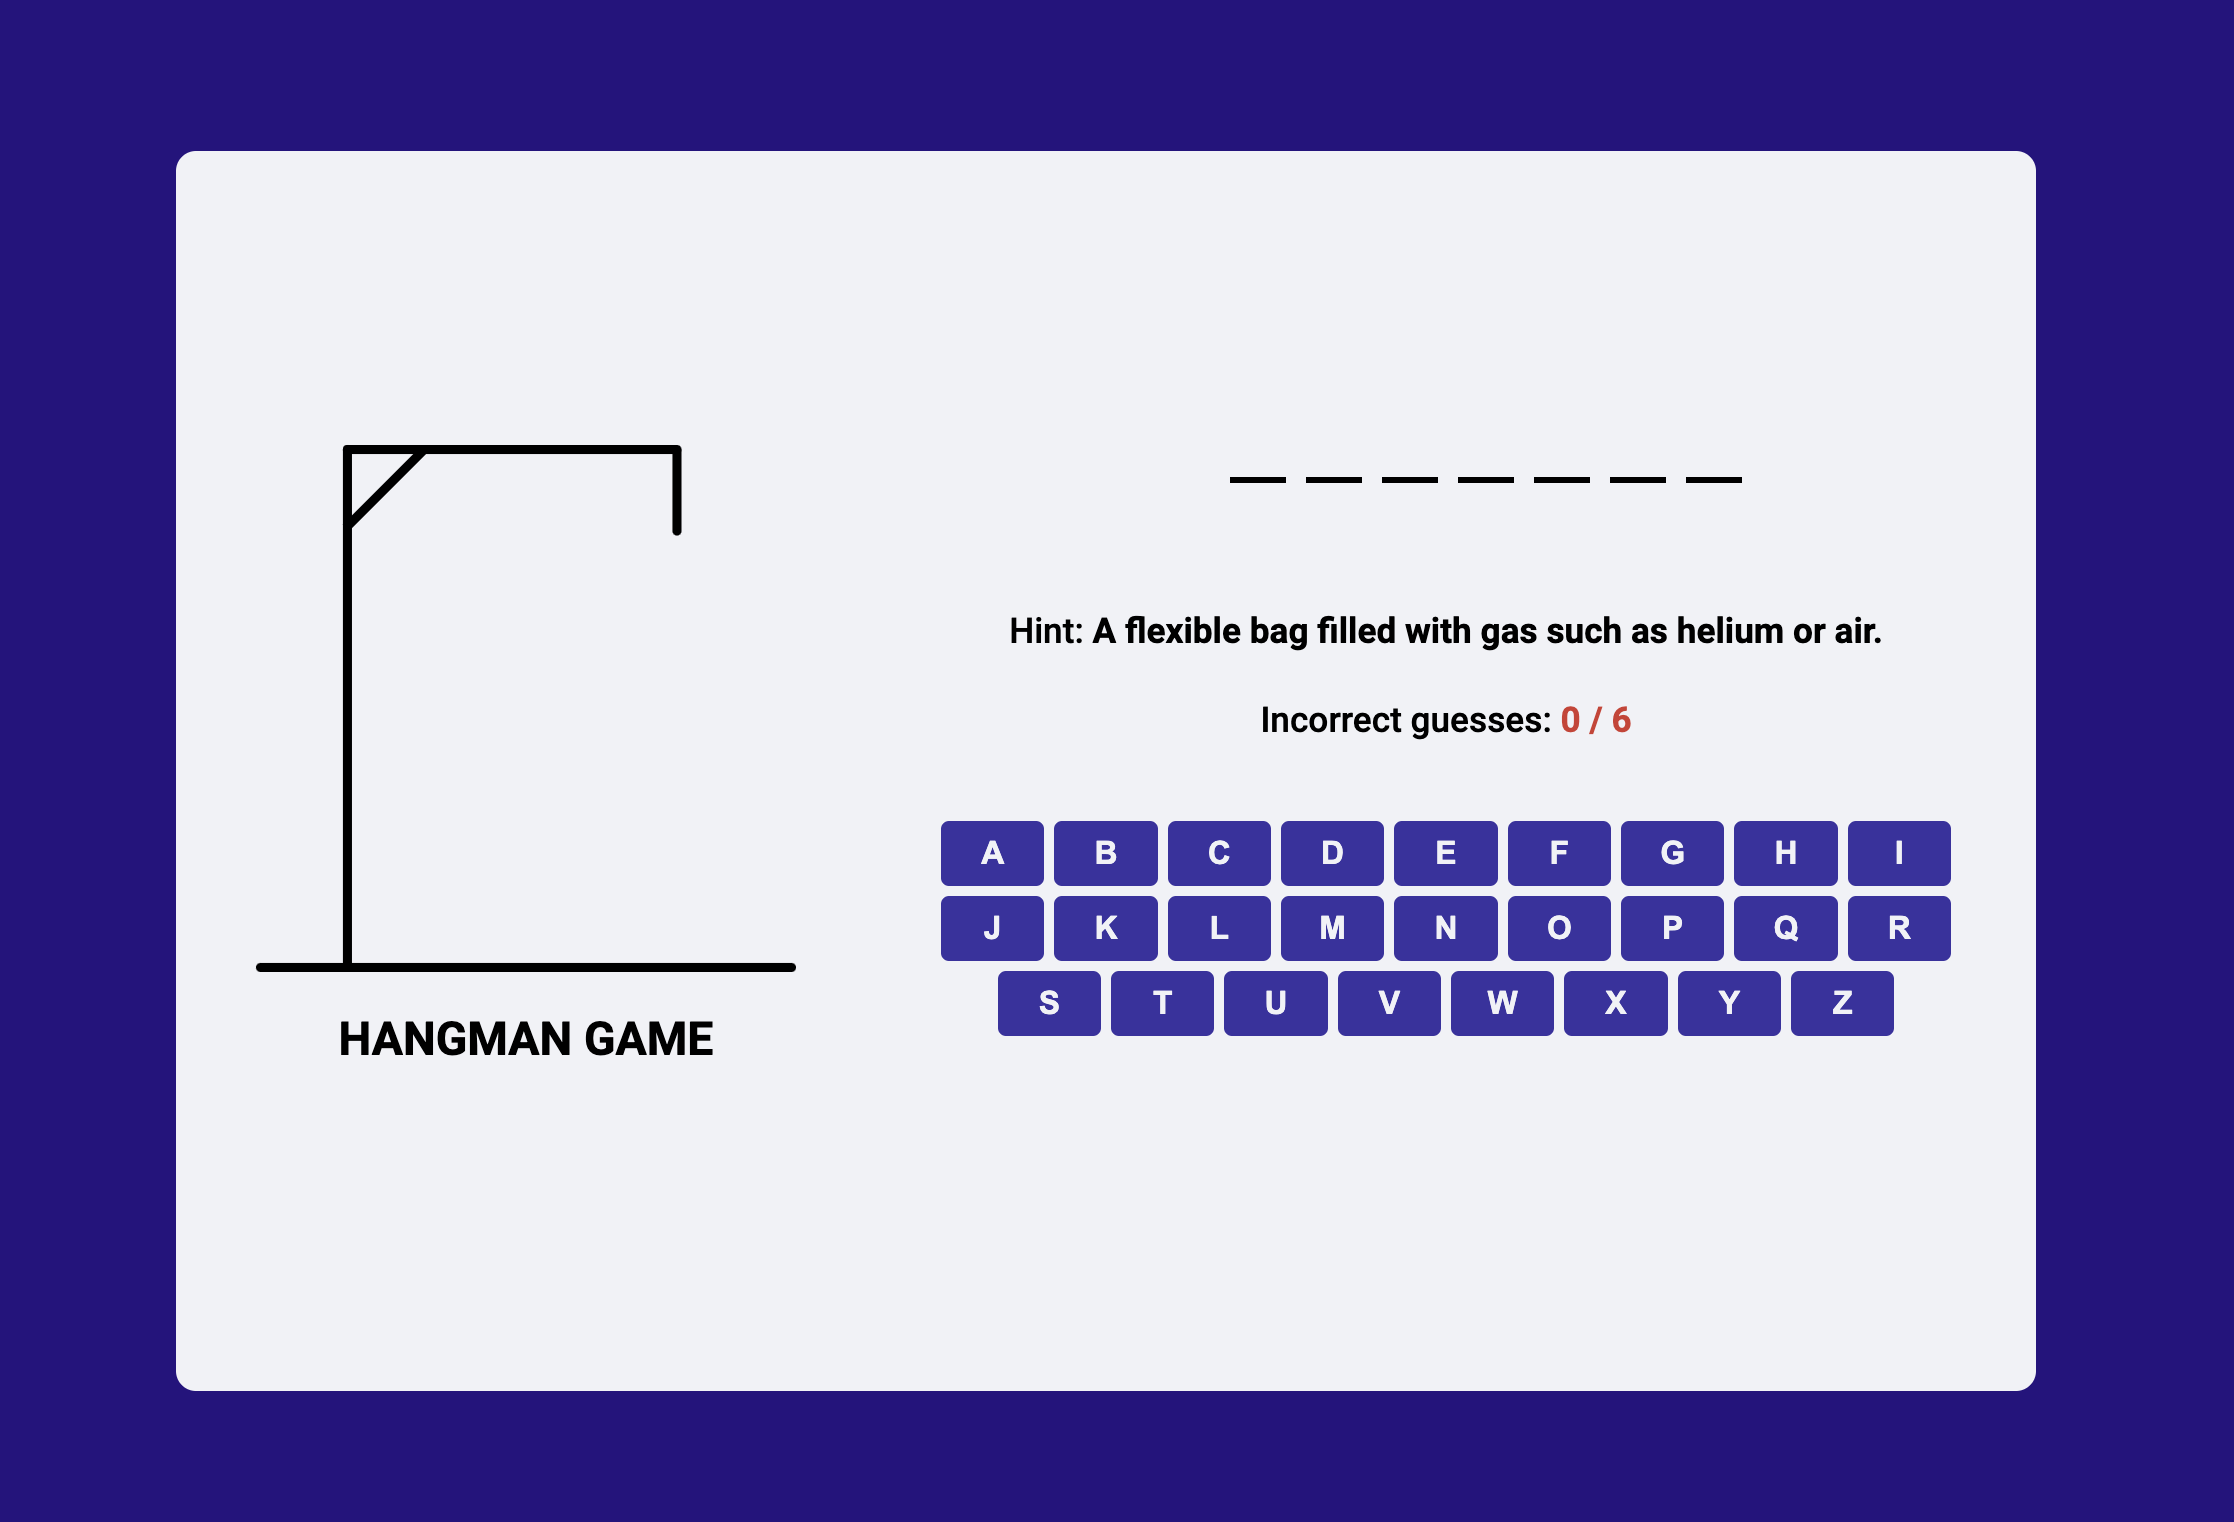 Hint: A flexible bag filled with gas such as helium or air.
Incorrect guesses: 0 / 6
A B C D E F G H I
J K L M N O P Q R
S T U V W X Y Z
HANGMAN GAME